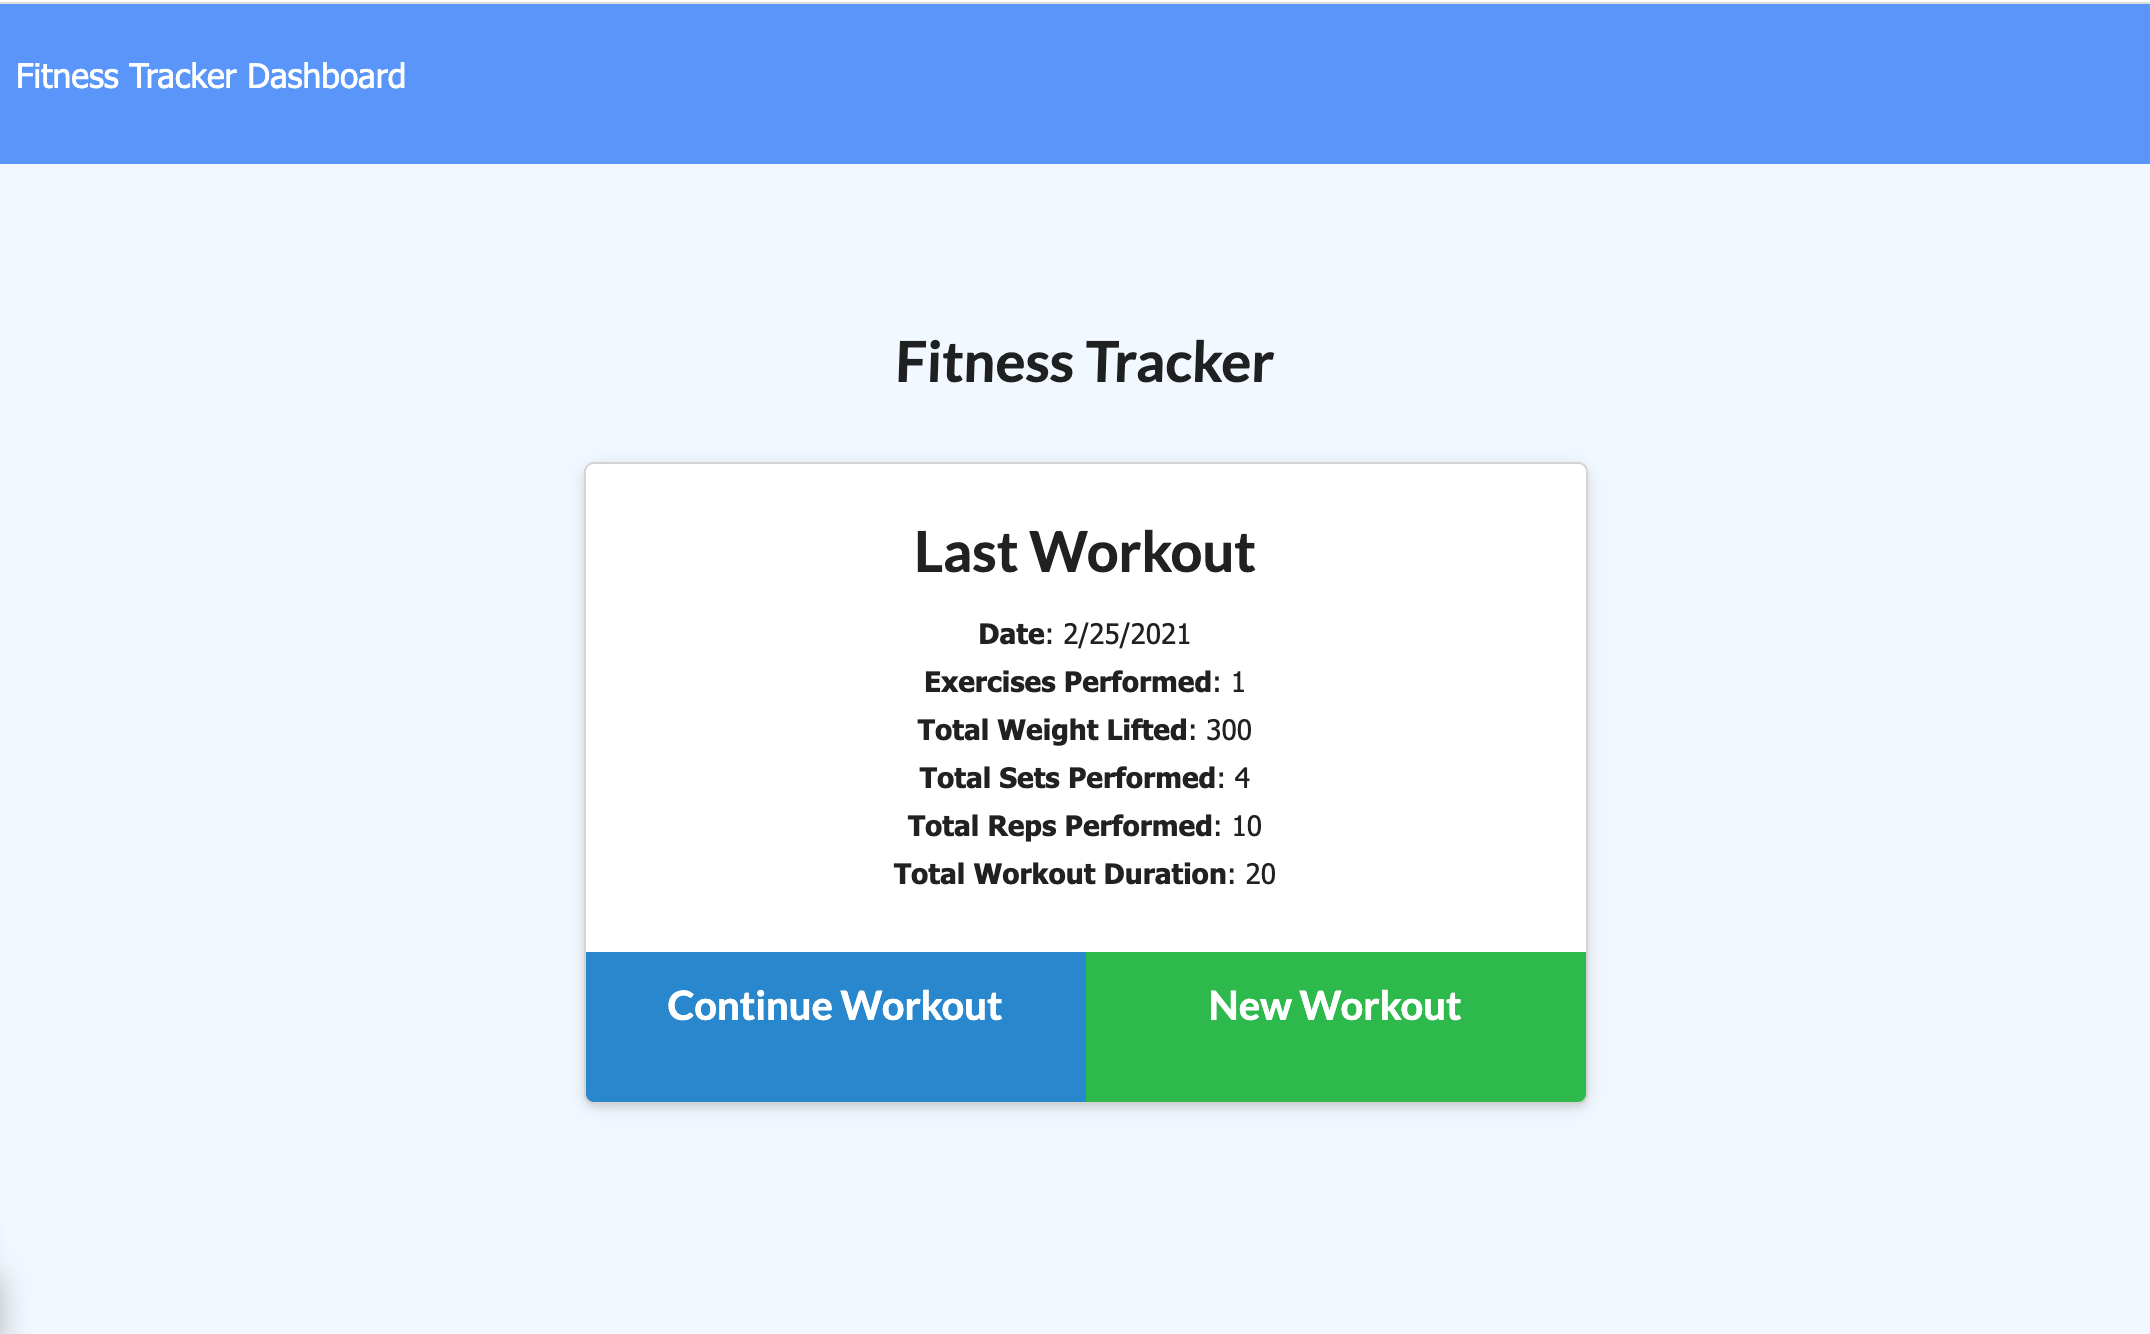 Fitness Tracker Dashboard
Fitness Tracker
Last Workout
Date: 2/25/2021
Exercises Performed: 1
Total Weight Lifted: 300
Total Sets Performed: 4
Total Reps Performed: 10
Total Workout Duration: 20
Continue Workout New Workout